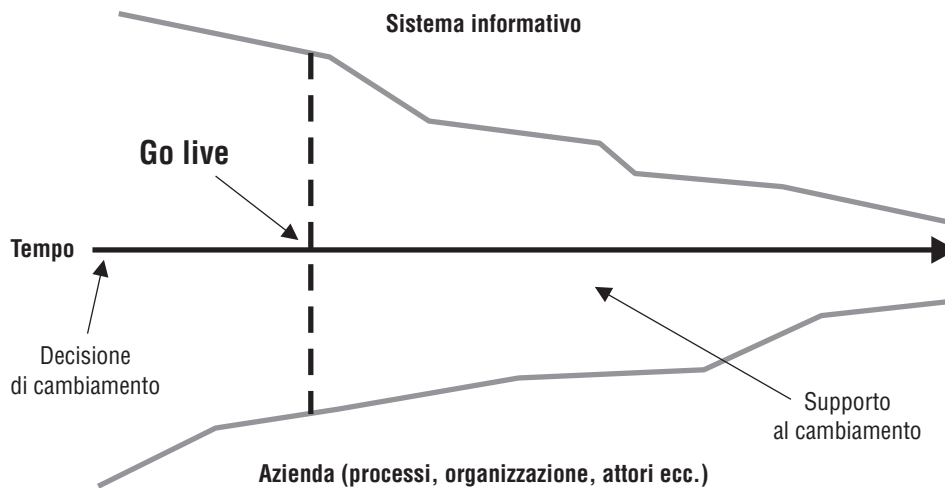 Sistema informativo
Go live
Tempo
Decisione
di cambiamento
Supporto
al cambiamento
Azienda (processi, organizzazione, attori ecc.)